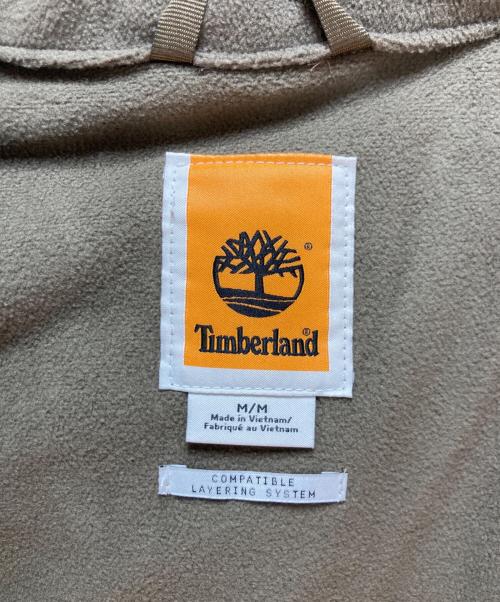 ®
Timberland®
M/M
Made in Vietnam/
Fabriqué au Vietnam
COMPATIBLE
LAYERING SYSTEM